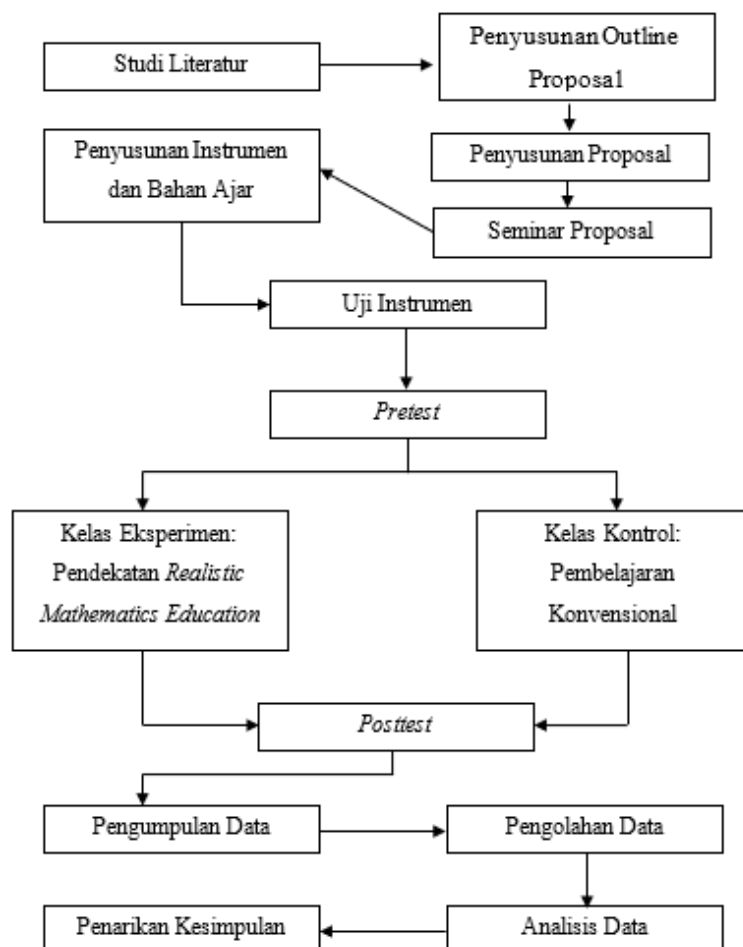 Studi Literatur
Penyusunan Outline
Proposal
Penyusunan Proposal
Seminar Proposal
Penyusunan Instrumen
dan Bahan Ajar
Uji Instrumen
Pretest
Kelas Eksperimen:
Pendekatan Realistic
Mathematics Education
Kelas Kontrol:
Pembelajaran
Konvensional
Posttest
Pengumpulan Data
Pengolahan Data
Analisis Data
Penarikan Kesimpulan